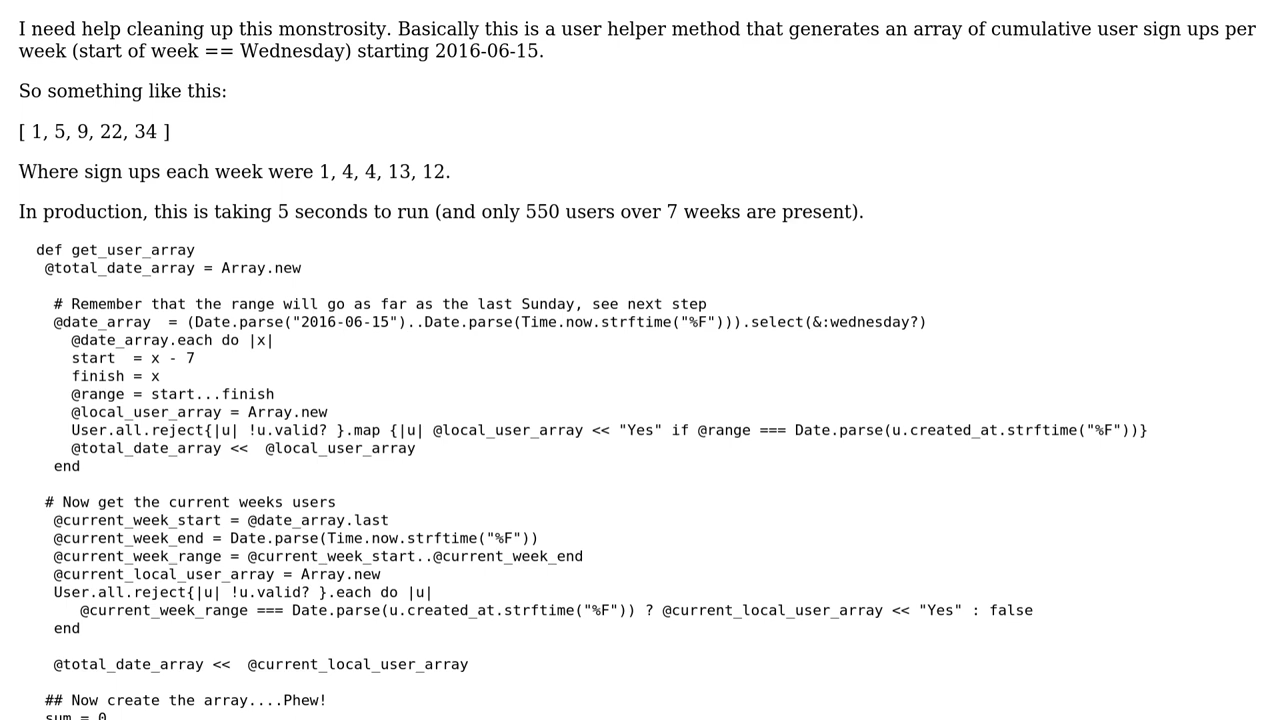 I need help cleaning up this monstrosity. Basically this is a user helper method that generates an array of cumulative user sign ups per
week (start of week == Wednesday) starting 2016-06-15.
So something like this:
[ 1, 5, 9, 22, 34 ]
Where sign ups each week were 1, 4, 4, 13, 12.
In production, this is taking 5 seconds to run (and only 550 users over 7 weeks are present).
def get_user_array
@total_date_array = Array.new
# Remember that the range will go as far as the last Sunday, see next step
@date_array  = (Date.parse("2016-06-15")..Date.parse(Time.now.strftime("%F"))).select(&:wednesday?)
@date_array.each do |x|
start  = x - 7
finish = x
@range = start...finish
@local_user_array = Array.new
User.all.reject{|u| !u.valid? }.map {|u| @local_user_array << "Yes" if @range === Date.parse(u.created_at.strftime("%F"))}
@total_date_array <<  @local_user_array
end
# Now get the current weeks users
@current_week_start = @date_array.last
@current_week_end = Date.parse(Time.now.strftime("%F"))
@current_week_range = @current_week_start..@current_week_end
@current_local_user_array = Array.new
User.all.reject{|u| !u.valid? }.each do |u|
@current_week_range === Date.parse(u.created_at.strftime("%F")) ? @current_local_user_array << "Yes" : false
end
@total_date_array <<  @current_local_user_array
## Now create the array....Phew!
sum = 0